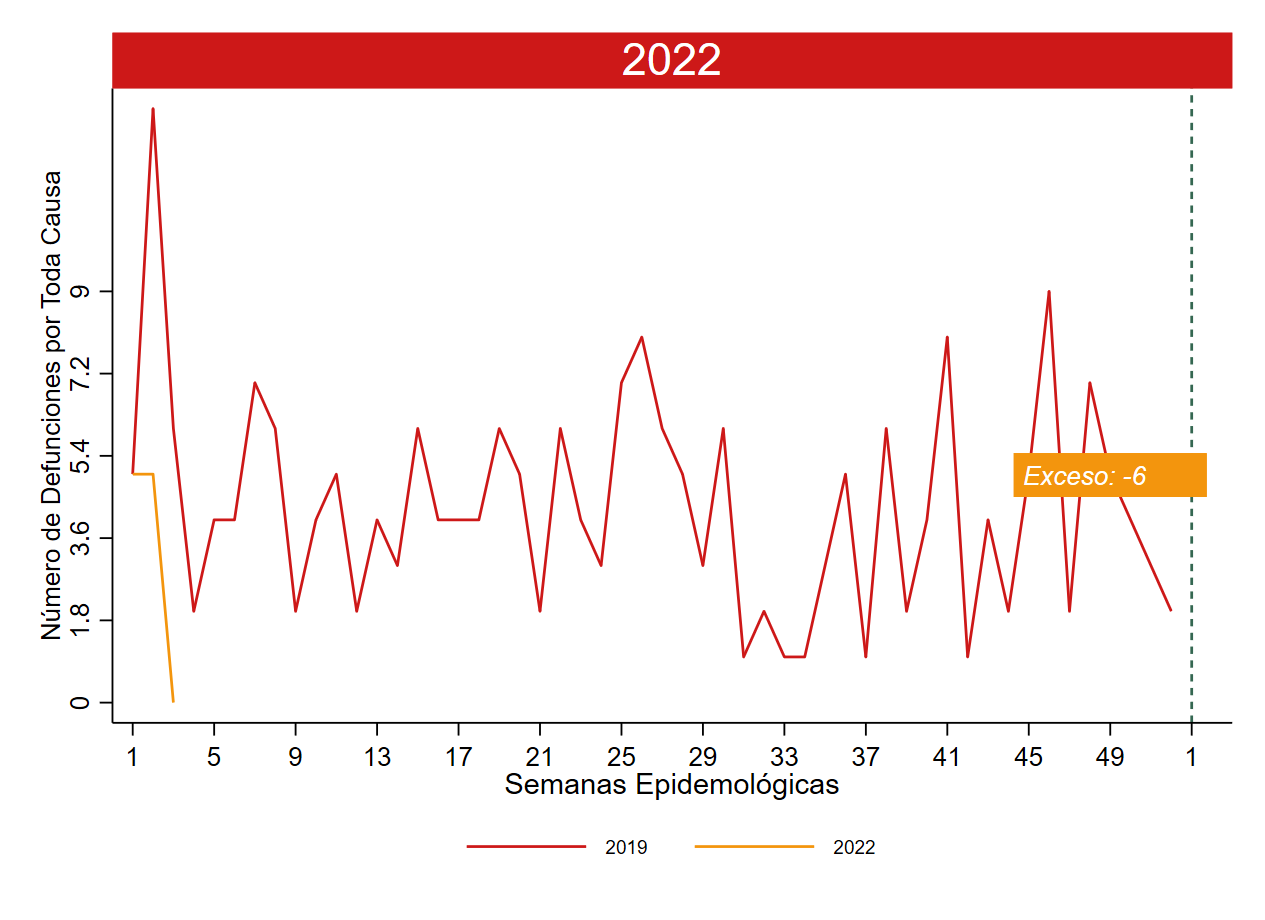 2022
Número de Defunciones por Toda Causa
9
7.2
5.4
3.6
1.8
0
Exceso: -6
1 5 9 13 17 21 25 29 33 37 41 45 49 1
Semanas Epidemológicas
2019 2022